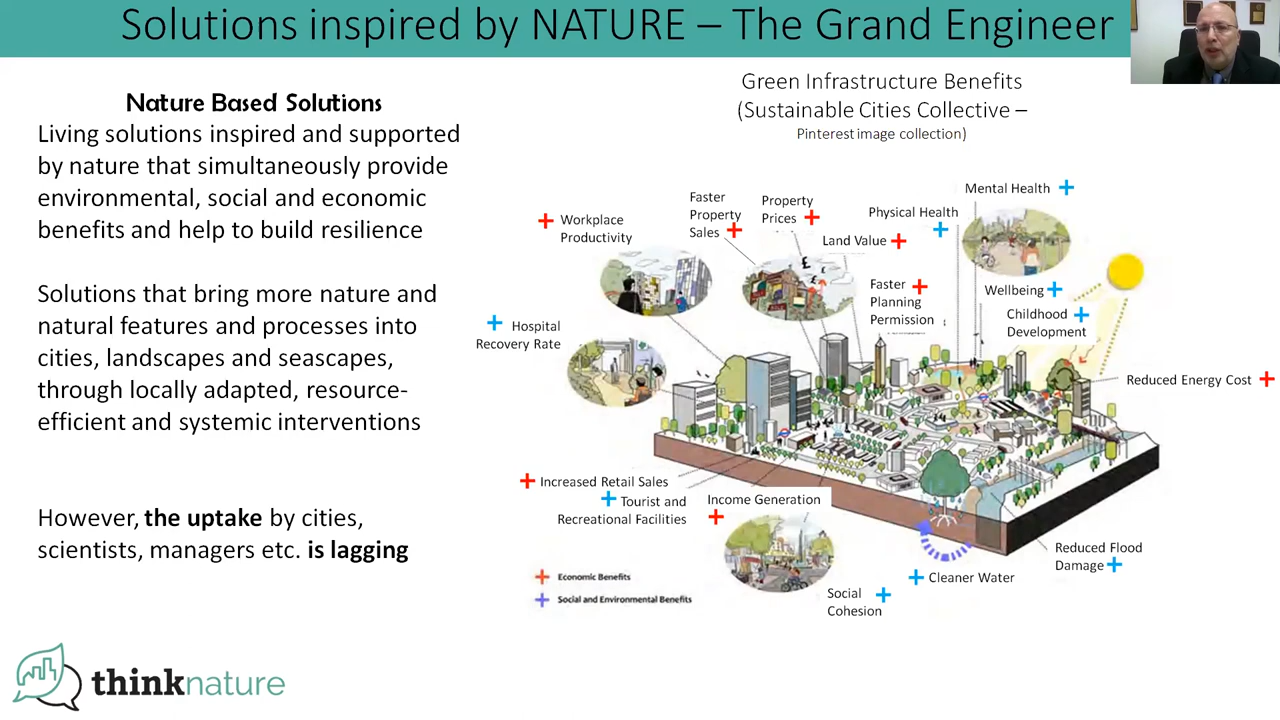 Solutions inspired by NATURE – The Grand Engineer
Nature Based Solutions
Living solutions inspired and supported
by nature that simultaneously provide
environmental, social and economic
benefits and help to build resilience
Solutions that bring more nature and
natural features and processes into
cities, landscapes and seascapes,
through locally adapted, resource-
efficient and systemic interventions
However, the uptake by cities,
scientists, managers etc. is lagging
thinknature
Green Infrastructure Benefits
(Sustainable Cities Collective –
Pinterest image collection)
Workplace
Productivity
Faster
Property
Sales
Property
Prices
Land Value
Physical Health
Mental Health
Faster
Planning
Permission
Wellbeing
Childhood
Development
Hospital
Recovery Rate
Reduced Energy Cost
Increased Retail Sales
Tourist and
Recreational Facilities
Income Generation
Reduced Flood
Damage
Cleaner Water
Social
Cohesion
Economic Benefits
Social and Environmental Benefits